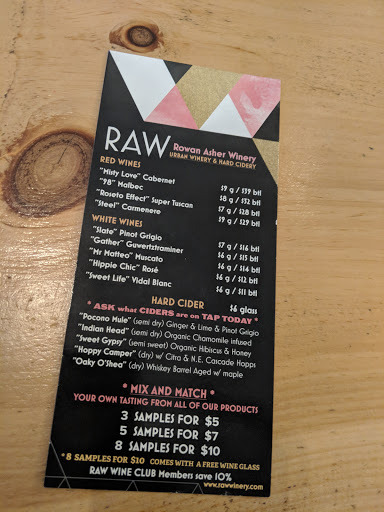 RAW
Rowan Asher Winery
URBAN WINERY & HARD CIDERY
RED WINES
"Misty Love" Cabernet $9 g / $39 btl
"98" Malbec $8 g / $32 btl
"Roseto Effect" Super Tuscan $7 g / $28 btl
"Steel" Carmenere $9 g / $29 btl
WHITE WINES
"Slate" Pinot Grigio $7 g / $16 btl
"Gather" Guwertztraminer $6 g / $15 btl
"Mr Matteo" Muscato $6 g / $14 btl
"Hippie Chic" Rosé $6 g / $12 btl
"Sweet Life" Vidal Blanc $6 g / $11 btl
HARD CIDER $6 glass
* ASK what CIDERS are on TAP TODAY *
"Pocono Mule" (semi dry) Ginger & Lime & Pinot Grigio
"Indian Head" (semi dry) Organic Chamomile infused
"Sweet Gypsy" (semi sweet) Organic Hibiscus & Honey
"Hoppy Camper" (dry) w/ Citra & N.E. Cascade Hopps
"Oaky O'Shea" (dry) Whiskey Barrel Aged w/ maple
* MIX AND MATCH *
YOUR OWN TASTING FROM ALL OF OUR PRODUCTS
3 SAMPLES FOR $5
5 SAMPLES FOR $7
8 SAMPLES FOR $10
*8 SAMPLES FOR $10 COMES WITH A FREE WINE GLASS
RAW WINE CLUB Members save 10%
www.rawwinery.com